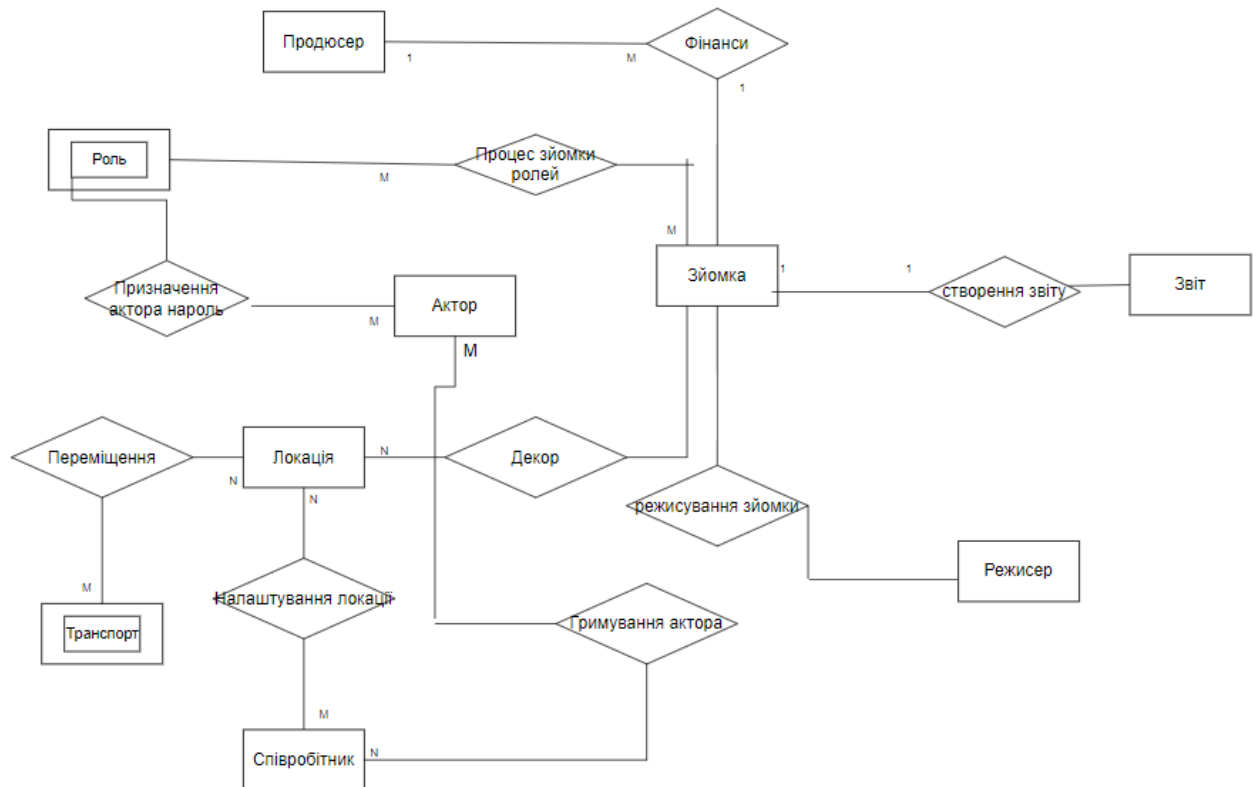 Продюсер
Фінанси
1
М
1
Роль
Процес зйомки
ролей
М
М
Призначення
актора нароль
М
Актор
М
Зйомка
1
1
створення звіту
Звіт
Переміщення
N
Локація
N
N
Декор
режисування зйомки
Режисер
М
Транспорт
Налаштування локації
Гримування актора
М
Співробітник
N